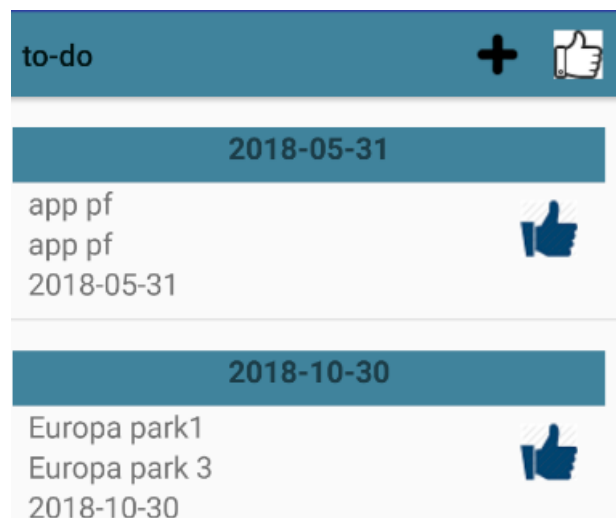 to-do
2018-05-31
app pf
app pf
2018-05-31
2018-10-30
Europa park1
Europa park 3
2018-10-30